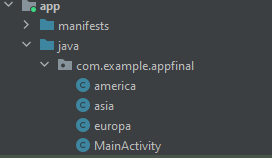 app
manifests
java
com.example.appfinal
america
asia
europa
MainActivity